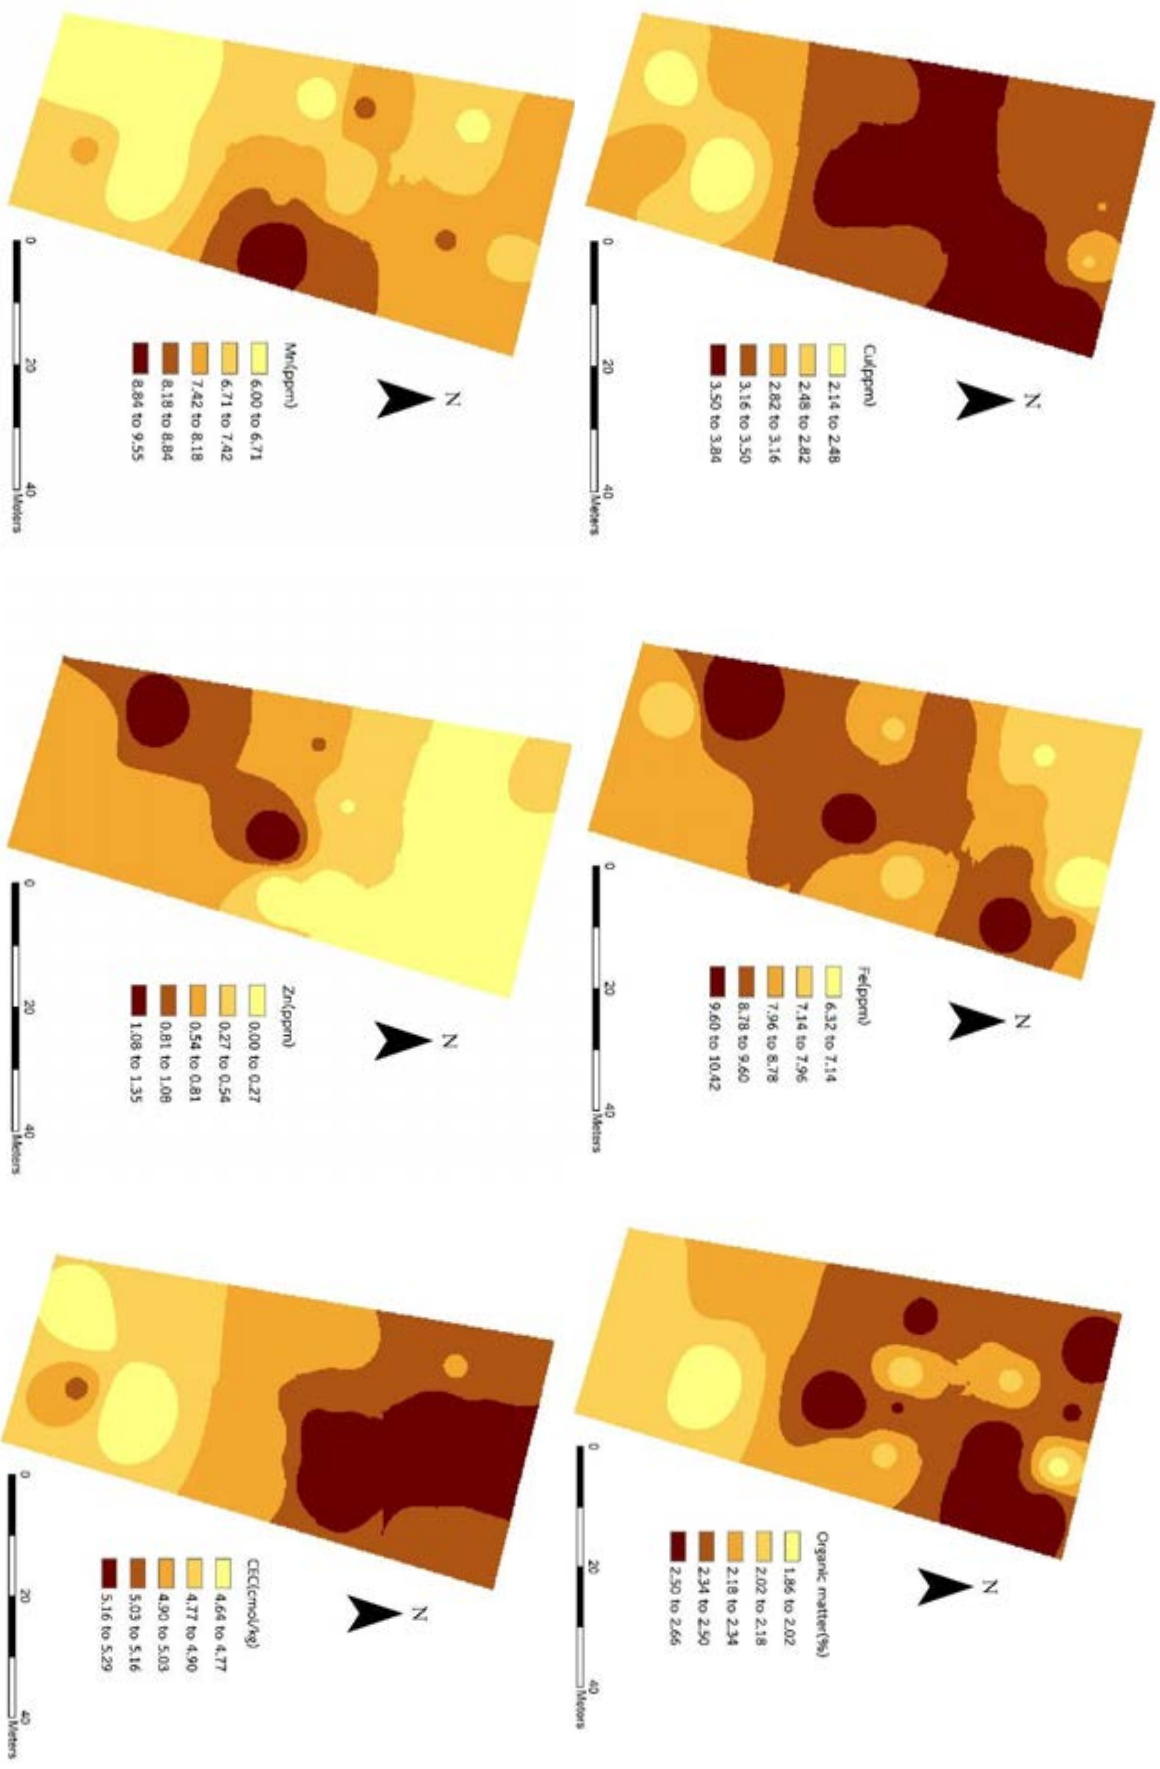 N
Cu(ppm)
2.14 to 2.48
2.48 to 2.82
2.82 to 3.16
3.16 to 3.50
3.50 to 3.84
0 20 40
Meters
N
Fe(ppm)
6.32 to 7.14
7.14 to 7.96
7.96 to 8.78
8.78 to 9.60
9.60 to 10.42
0 20 40
Meters
N
Organic matter(%)
1.86 to 2.02
2.02 to 2.18
2.18 to 2.34
2.34 to 2.50
2.50 to 2.66
0 20 40
Meters
N
Mn(ppm)
6.00 to 6.71
6.71 to 7.42
7.42 to 8.18
8.18 to 8.84
8.84 to 9.55
0 20 40
Meters
N
Zn(ppm)
0.00 to 0.27
0.27 to 0.54
0.54 to 0.81
0.81 to 1.08
1.08 to 1.35
0 20 40
Meters
N
CEC(cmol/kg)
4.64 to 4.77
4.77 to 4.90
4.90 to 5.03
5.03 to 5.16
5.16 to 5.29
0 20 40
Meters